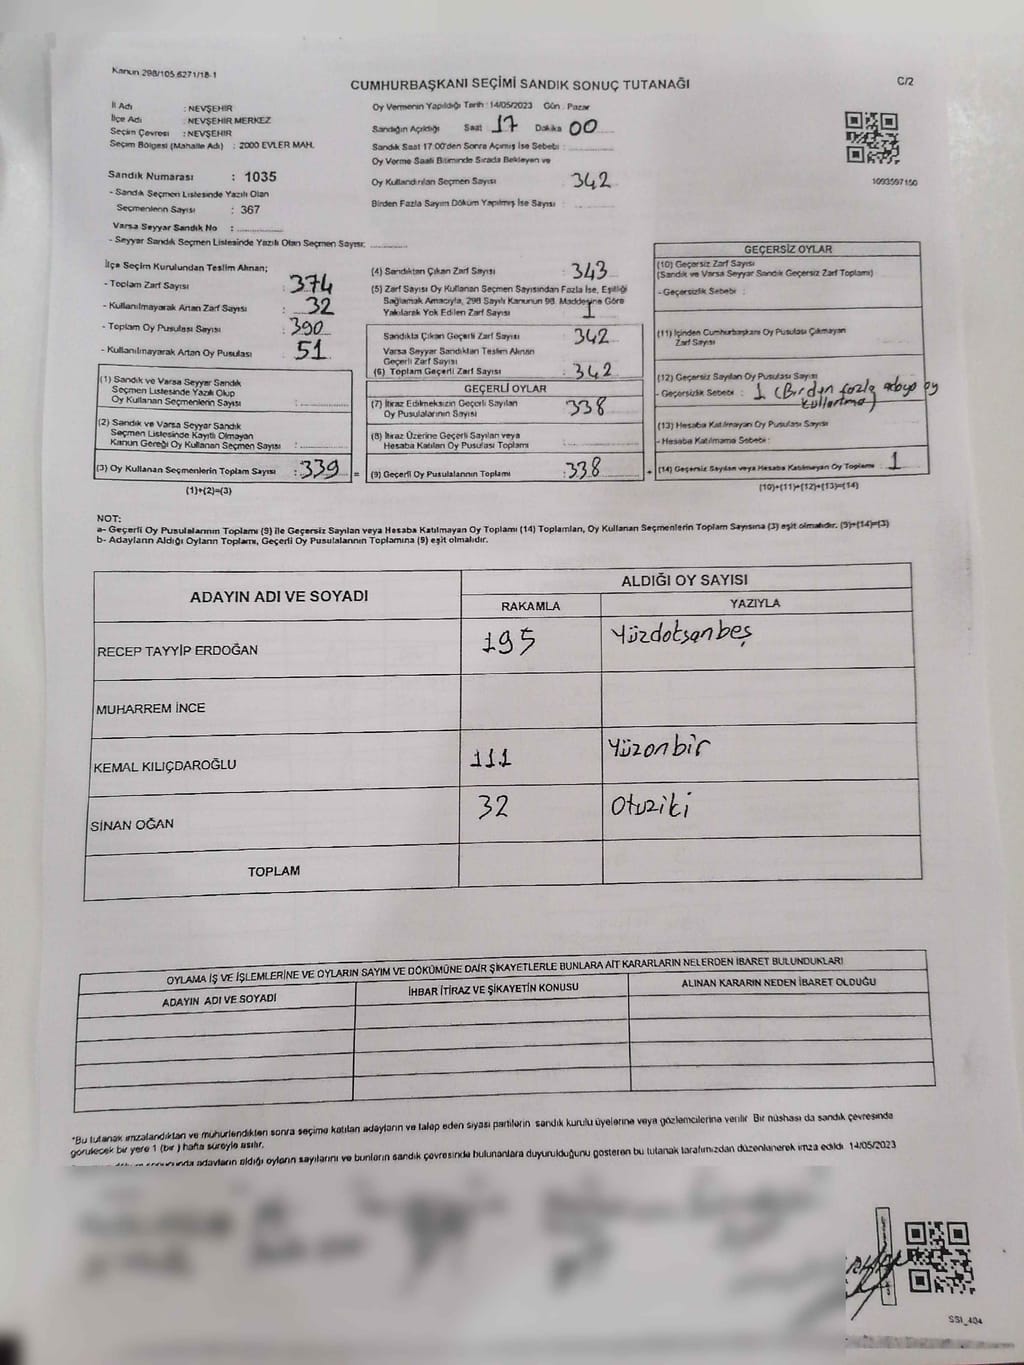 Kanun 298/105,6271/18-1
CUMHURBAŞKANI SEÇİMİ SANDIK SONUÇ TUTANAĞI
C/2
İl Adı : NEVŞEHİR
İlçe Adı : NEVŞEHİR MERKEZ
Seçim Çevresi : NEVŞEHİR
Seçim Bölgesi (Mahalle Adı) : 2000 EVLER MAH.
Sandık Numarası : 1035
- Sandık Seçmen Listesinde Yazılı Olan
Seçmenlerin Sayısı : 367
Varsa Seyyar Sandık No : ............
- Seyyar Sandık Seçmen Listesinde Yazılı Olan Seçmen Sayısı: ............
Oy Vermenin Yapıldığı Tarih : 14/05/2023 Gün : Pazar
Sandığın Açıldığı Saat 17 Dakika 00
Sandık Saat 17:00'den Sonra Açılmış İse Sebebi : ............
Oy Verme Saati Bitiminde Sırada Bekleyen ve
Oy Kullandırılan Seçmen Sayısı 342
Birden Fazla Sayım Döküm Yapılmış İse Sayısı : ............
1093597150
İlçe Seçim Kurulundan Teslim Alınan;
- Toplam Zarf Sayısı : 374
- Kullanılmayarak Artan Zarf Sayısı : 32
- Toplam Oy Pusulası Sayısı : 390
- Kullanılmayarak Artan Oy Pusulası : 51
(1) Sandık ve Varsa Seyyar Sandık
Seçmen Listesinde Yazılı Olup
Oy Kullanan Seçmenlerin Sayısı : ............
(2) Sandık ve Varsa Seyyar Sandık
Seçmen Listesinde Kayıtlı Olmayan
Kanun Gereği Oy Kullanan Seçmen Sayısı : ............
(3) Oy Kullanan Seçmenlerin Toplam Sayısı : 339 =
(1)+(2)=(3)
(4) Sandıktan Çıkan Zarf Sayısı : 343
(5) Zarf Sayısı Oy Kullanan Seçmen Sayısından Fazla İse, Eşitliği
Sağlamak Amacıyla, 298 Sayılı Kanunun 98. Maddesine Göre
Yakılarak Yok Edilen Zarf Sayısı : 1
Sandıkta Çıkan Geçerli Zarf Sayısı : 342
Varsa Seyyar Sandıktan Teslim Alınan
Geçerli Zarf Sayısı
(6) Toplam Geçerli Zarf Sayısı : 342
GEÇERLİ OYLAR
(7) İtiraz Edilmeksizin Geçerli Sayılan
Oy Pusulalarının Sayısı : 338
(8) İtiraz Üzerine Geçerli Sayılan veya
Hesaba Katılan Oy Pusulası Toplamı : ............
(9) Geçerli Oy Pusulalarının Toplamı : 338 +
GEÇERSİZ OYLAR
(10) Geçersiz Zarf Sayısı
(Sandık ve Varsa Seyyar Sandık Geçersiz Zarf Toplamı)
- Geçersizlik Sebebi :
(11) İçinden Cumhurbaşkanı Oy Pusulası Çıkmayan
Zarf Sayısı
(12) Geçersiz Sayılan Oy Pusulası Sayısı
- Geçersizlik Sebebi : 1 (Birden fazla adaya oy
kullanma)
(13) Hesaba Katılmayan Oy Pusulası Sayısı
- Hesaba Katılmama Sebebi :
(14) Geçersiz Sayılan veya Hesaba Katılmayan Oy Toplamı : 1
(10)+(11)+(12)+(13)=(14)
NOT:
a- Geçerli Oy Pusulalarının Toplamı (9) ile Geçersiz Sayılan veya Hesaba Katılmayan Oy Toplamı (14) Toplamları, Oy Kullanan Seçmenlerin Toplam Sayısına (3) eşit olmalıdır. (9)+(14)=(3)
b- Adayların Aldığı Oyların Toplamı, Geçerli Oy Pusulalarının Toplamına (9) eşit olmalıdır.
ADAYIN ADI VE SOYADI
ALDIĞI OY SAYISI
RAKAMLA YAZIYLA
RECEP TAYYİP ERDOĞAN 195 Yüzdoksanbeş
MUHARREM İNCE
KEMAL KILIÇDAROĞLU 111 Yüzonbir
SİNAN OĞAN 32 Otuziki
TOPLAM
OYLAMA İŞ VE İŞLEMLERİNE VE OYLARIN SAYIM VE DÖKÜMÜNE DAİR ŞİKAYETLERLE BUNLARA AİT KARARLARIN NELERDEN İBARET BULUNDUKLARI
ADAYIN ADI VE SOYADI İHBAR İTİRAZ VE ŞİKAYETİN KONUSU ALINAN KARARIN NEDEN İBARET OLDUĞU
*Bu tutanak imzalandıktan ve mühürlendikten sonra seçime katılan adayların ve talep eden siyasi partilerin sandık kurulu üyelerine veya gözlemcilerine verilir. Bir nüshası da sandık çevresinde
görülecek bir yere 1 (bir ) hafta süreyle asılır.
adayların aldığı oyların sayılarını ve bunların sandık çevresinde bulunanlara duyurulduğunu gösteren bu tutanak tarafımızdan düzenlenerek imza edildi. 14/05/2023
SSI_404